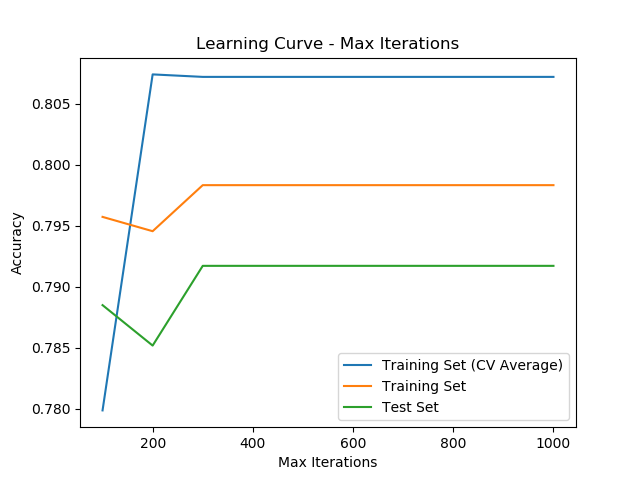 Learning Curve - Max Iterations
Accuracy
0.805
0.800
0.795
0.790
0.785
0.780
Training Set (CV Average)
Training Set
Test Set
200
400
600
800
1000
Max Iterations